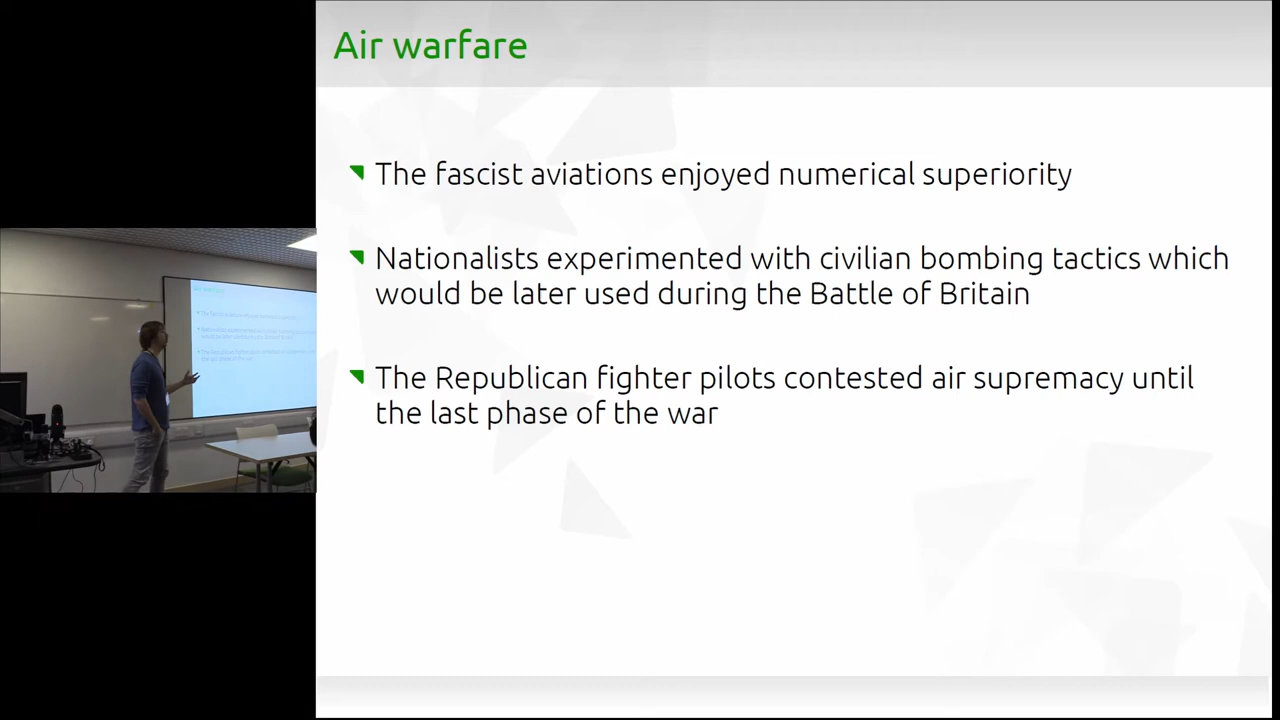 Air warfare
The fascist aviations enjoyed numerical superiority
Nationalists experimented with civilian bombing tactics which
would be later used during the Battle of Britain
The Republican fighter pilots contested air supremacy until
the last phase of the war